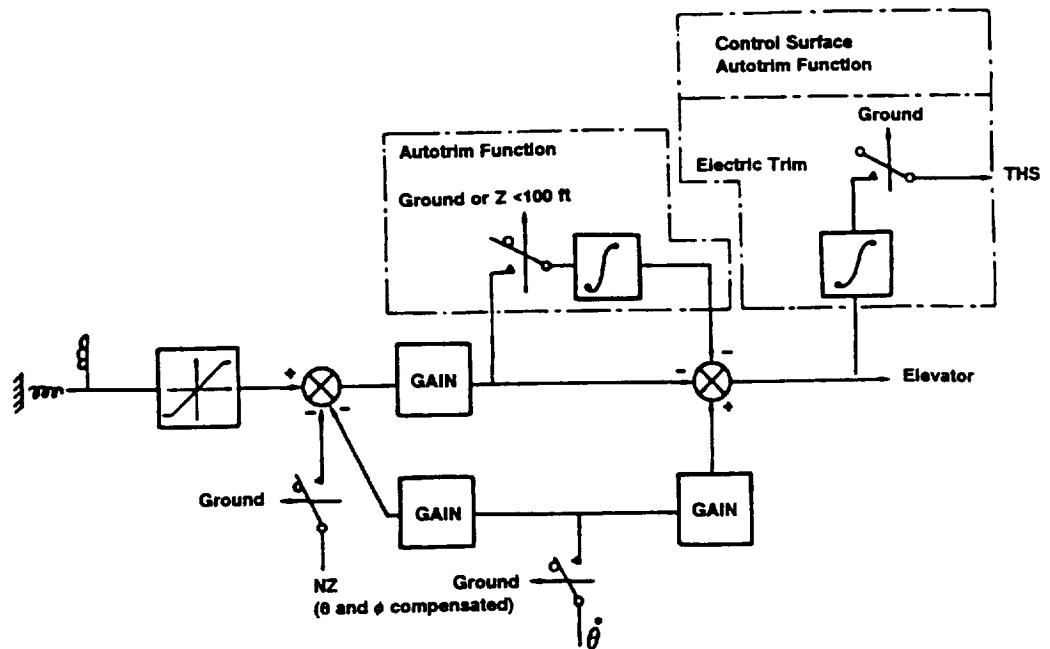 Control Surface
Autotrim Function
Ground
Autotrim Function
Electric Trim
THS
Ground or Z <100 ft
+
GAIN
-
-
Elevator
-
-
+
Ground
GAIN
GAIN
NZ
Ground
(θ and φ compensated)
θ̇